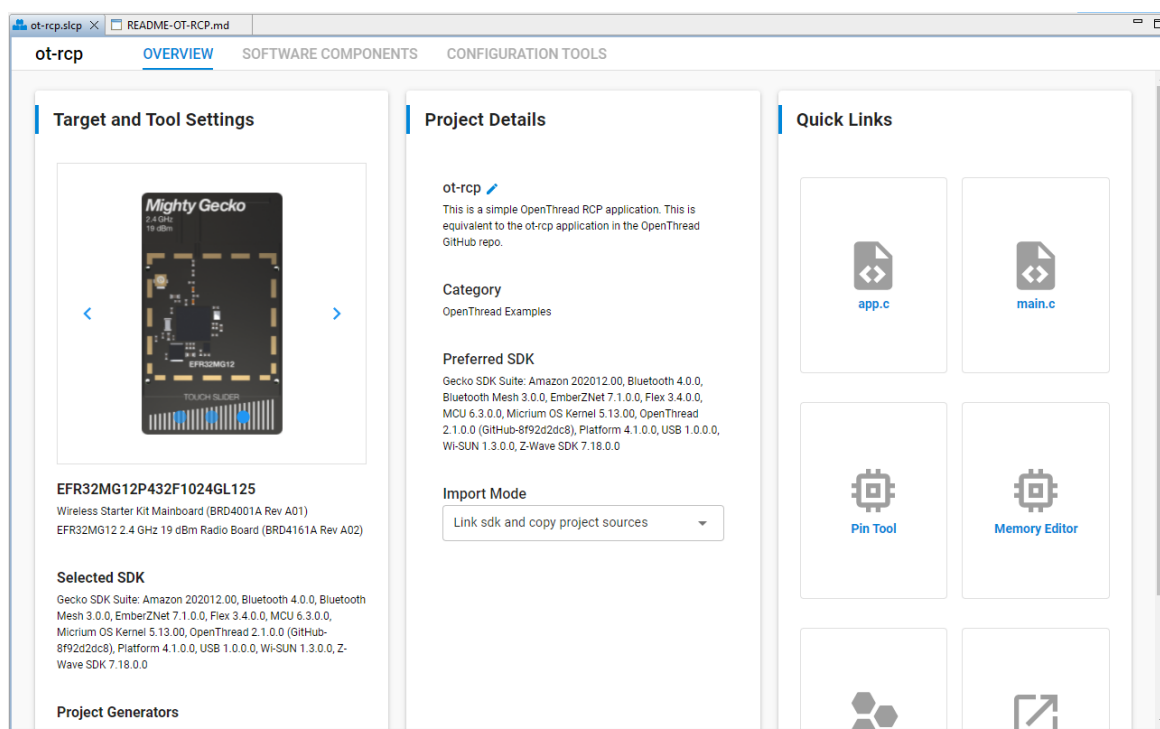 ot-rcp.slcp
README-OT-RCP.md
ot-rcp
OVERVIEW
SOFTWARE COMPONENTS
CONFIGURATION TOOLS
Target and Tool Settings
Mighty Gecko
2.4 GHz
19 dBm
EFR32MG12
TOUCH SLIDER
EFR32MG12P432F1024GL125
Wireless Starter Kit Mainboard (BRD4001A Rev A01)
EFR32MG12 2.4 GHz 19 dBm Radio Board (BRD4161A Rev A02)
Selected SDK
Gecko SDK Suite: Amazon 202012.00, Bluetooth 4.0.0, Bluetooth
Mesh 3.0.0, EmberZNet 7.1.0.0, Flex 3.4.0.0, MCU 6.3.0.0,
Micrium OS Kernel 5.13.00, OpenThread 2.1.0.0 (GitHub-
8f92d2dc8), Platform 4.1.0.0, USB 1.0.0.0, Wi-SUN 1.3.0.0, Z-
Wave SDK 7.18.0.0
Project Generators
Project Details
ot-rcp
This is a simple OpenThread RCP application. This is
equivalent to the ot-rcp application in the OpenThread
GitHub repo.
Category
OpenThread Examples
Preferred SDK
Gecko SDK Suite: Amazon 202012.00, Bluetooth 4.0.0,
Bluetooth Mesh 3.0.0, EmberZNet 7.1.0.0, Flex 3.4.0.0,
MCU 6.3.0.0, Micrium OS Kernel 5.13.00, OpenThread
2.1.0.0 (GitHub-8f92d2dc8), Platform 4.1.0.0, USB 1.0.0.0,
Wi-SUN 1.3.0.0, Z-Wave SDK 7.18.0.0
Import Mode
Link sdk and copy project sources
Quick Links
app.c
main.c
Pin Tool
Memory Editor